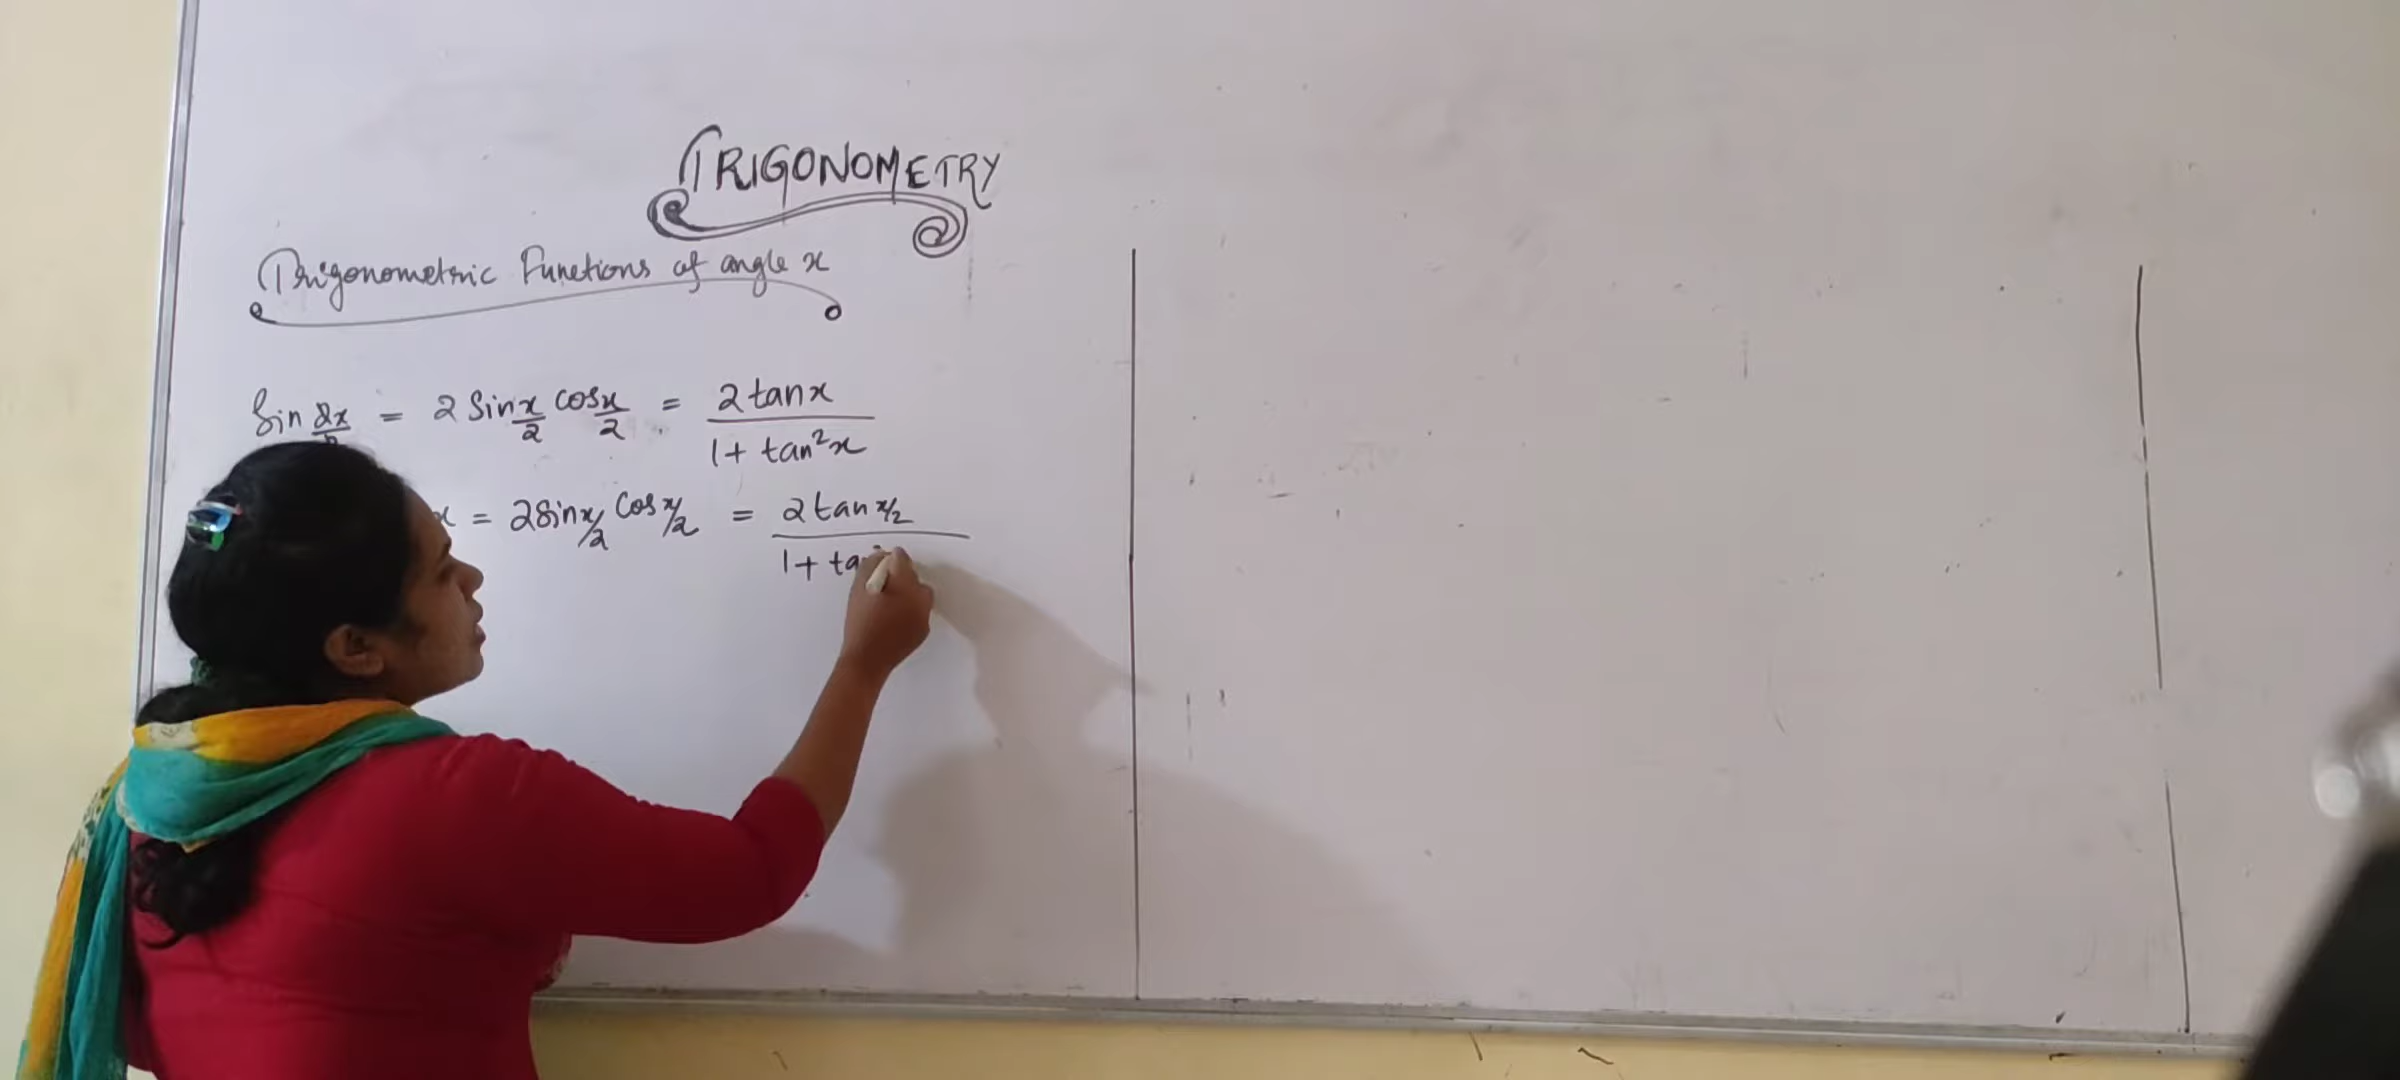 TRIGONOMETRY
Trigonometric Functions of angle x
Sin 2x/2 = 2 Sin x/2 cos x/2 = 2 tan x / 1 + tan²x
x = 2 Sin x/2 Cos x/2 = 2 tan x/2 / 1 + ta